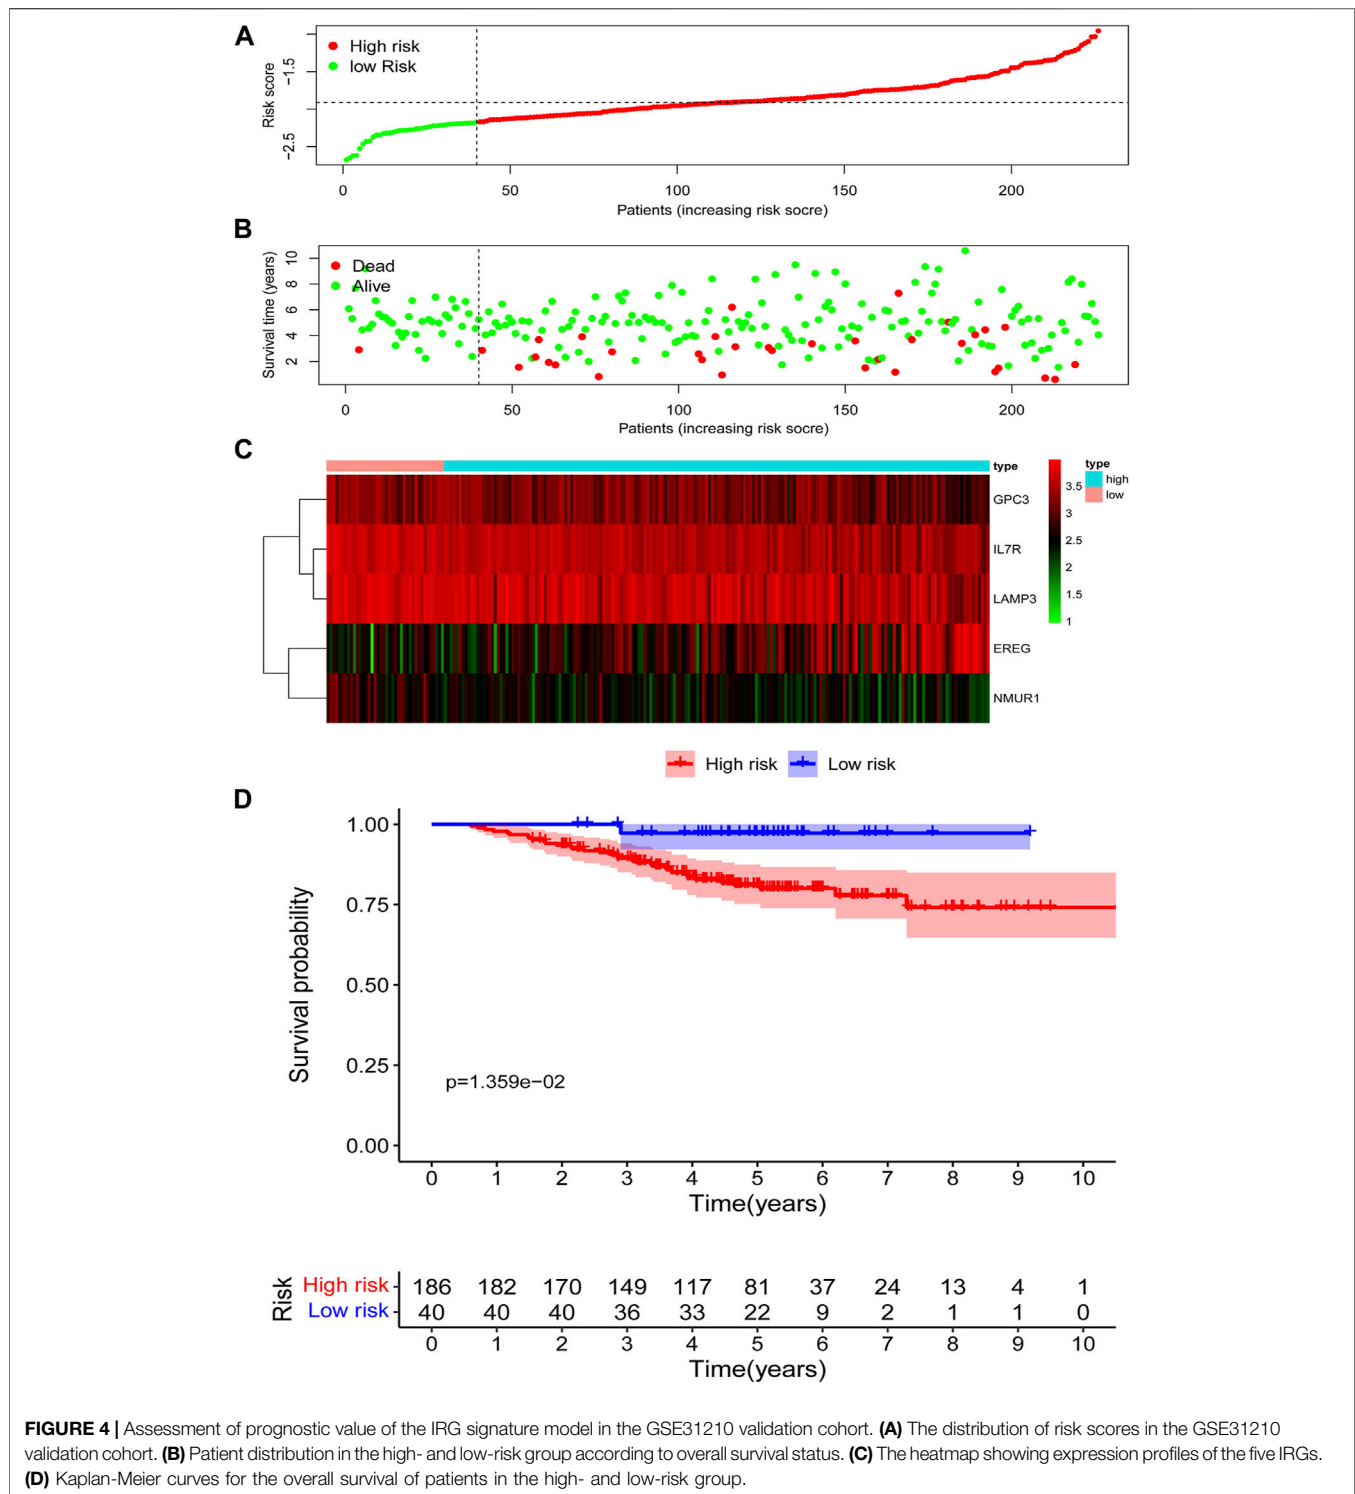 A
High risk
low Risk
Risk score
-1.5
-2.5
0 50 100 150 200
Patients (increasing risk socre)
B
Dead
Alive
Survival time (years)
10
8
6
4
2
0 50 100 150 200
Patients (increasing risk socre)
C
type
GPC3
IL7R
LAMP3
EREG
NMUR1
3.5
3
2.5
2
1.5
1
type
high
low
High risk Low risk
D
Survival probability
1.00
0.75
0.50
0.25
0.00
p=1.359e−02
0 1 2 3 4 5 6 7 8 9 10
Time(years)
Risk
High risk 186 182 170 149 117 81 37 24 13 4 1
Low risk 40 40 40 36 33 22 9 2 1 1 0
0 1 2 3 4 5 6 7 8 9 10
Time(years)
FIGURE 4 | Assessment of prognostic value of the IRG signature model in the GSE31210 validation cohort. (A) The distribution of risk scores in the GSE31210
validation cohort. (B) Patient distribution in the high- and low-risk group according to overall survival status. (C) The heatmap showing expression profiles of the five IRGs.
(D) Kaplan-Meier curves for the overall survival of patients in the high- and low-risk group.